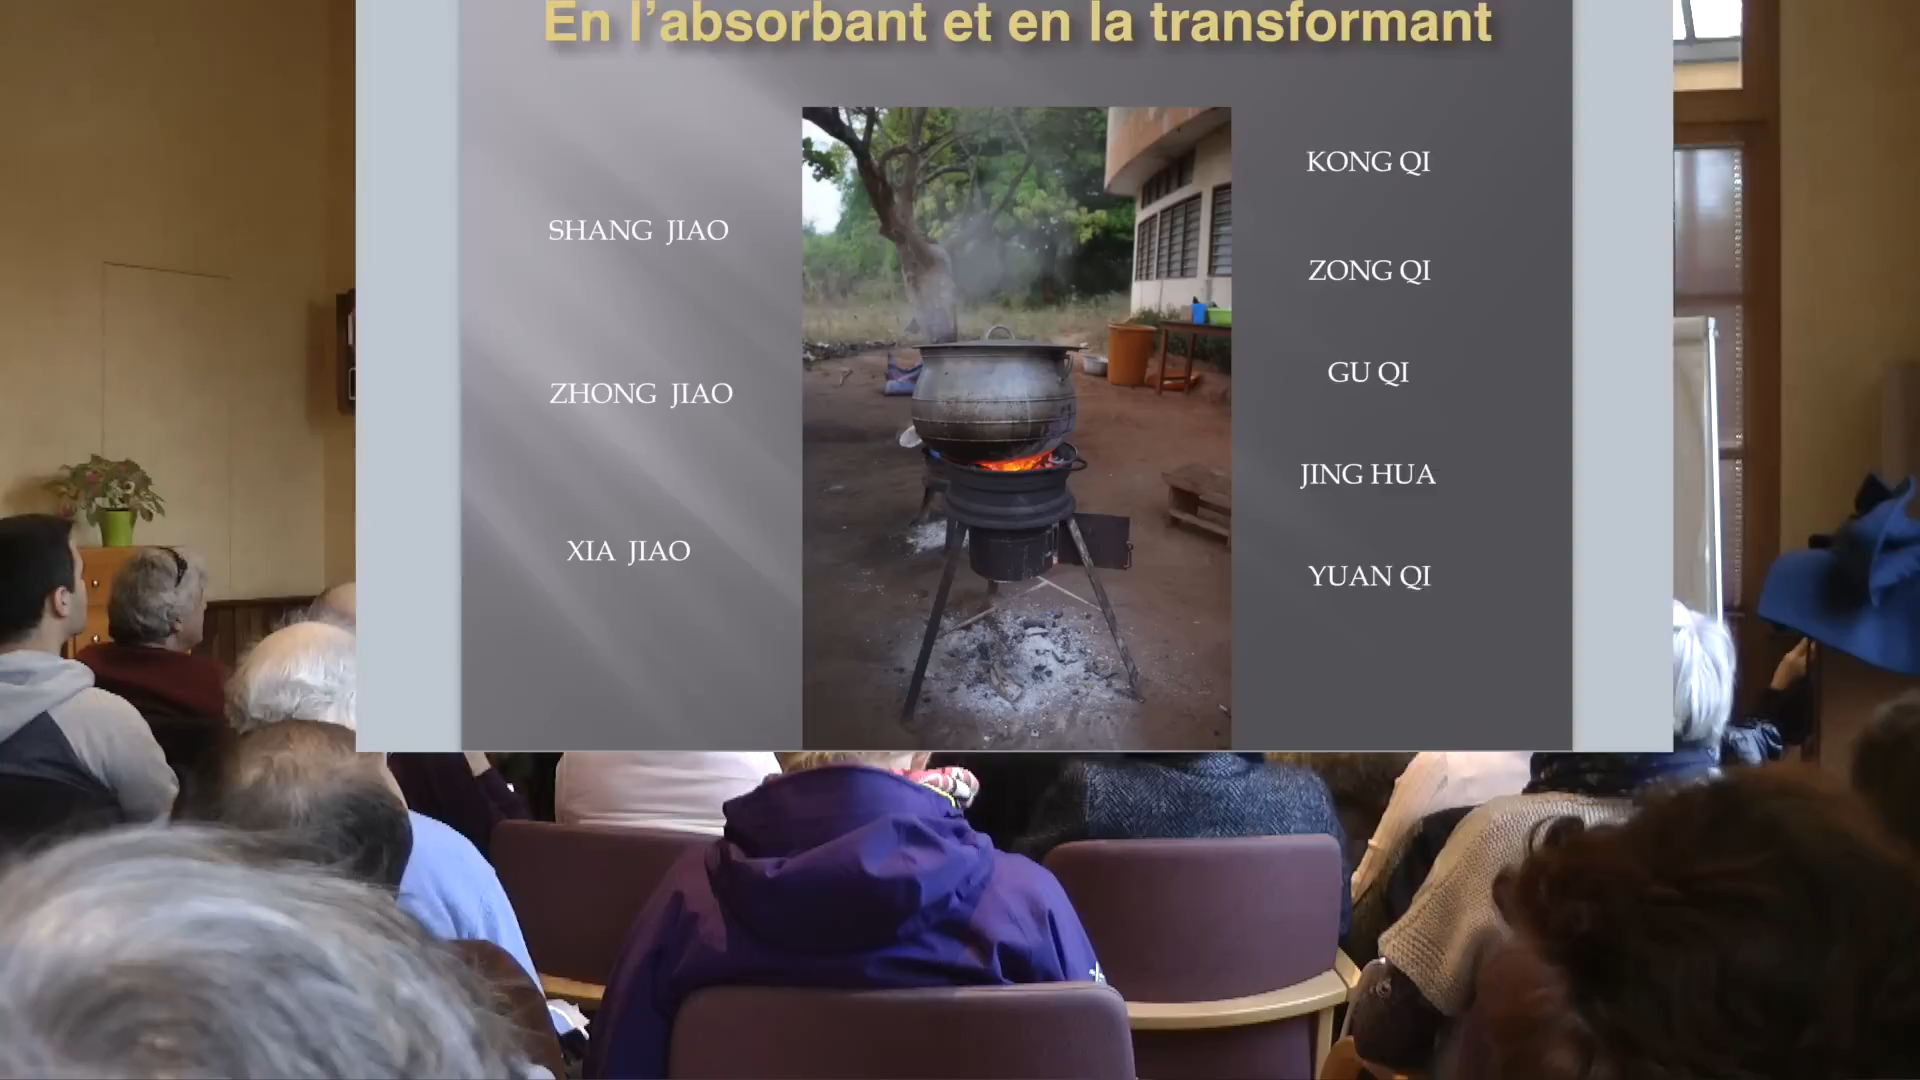 En l'absorbant et en la transformant
SHANG JIAO
ZHONG JIAO
XIA JIAO
KONG QI
ZONG QI
GU QI
JING HUA
YUAN QI